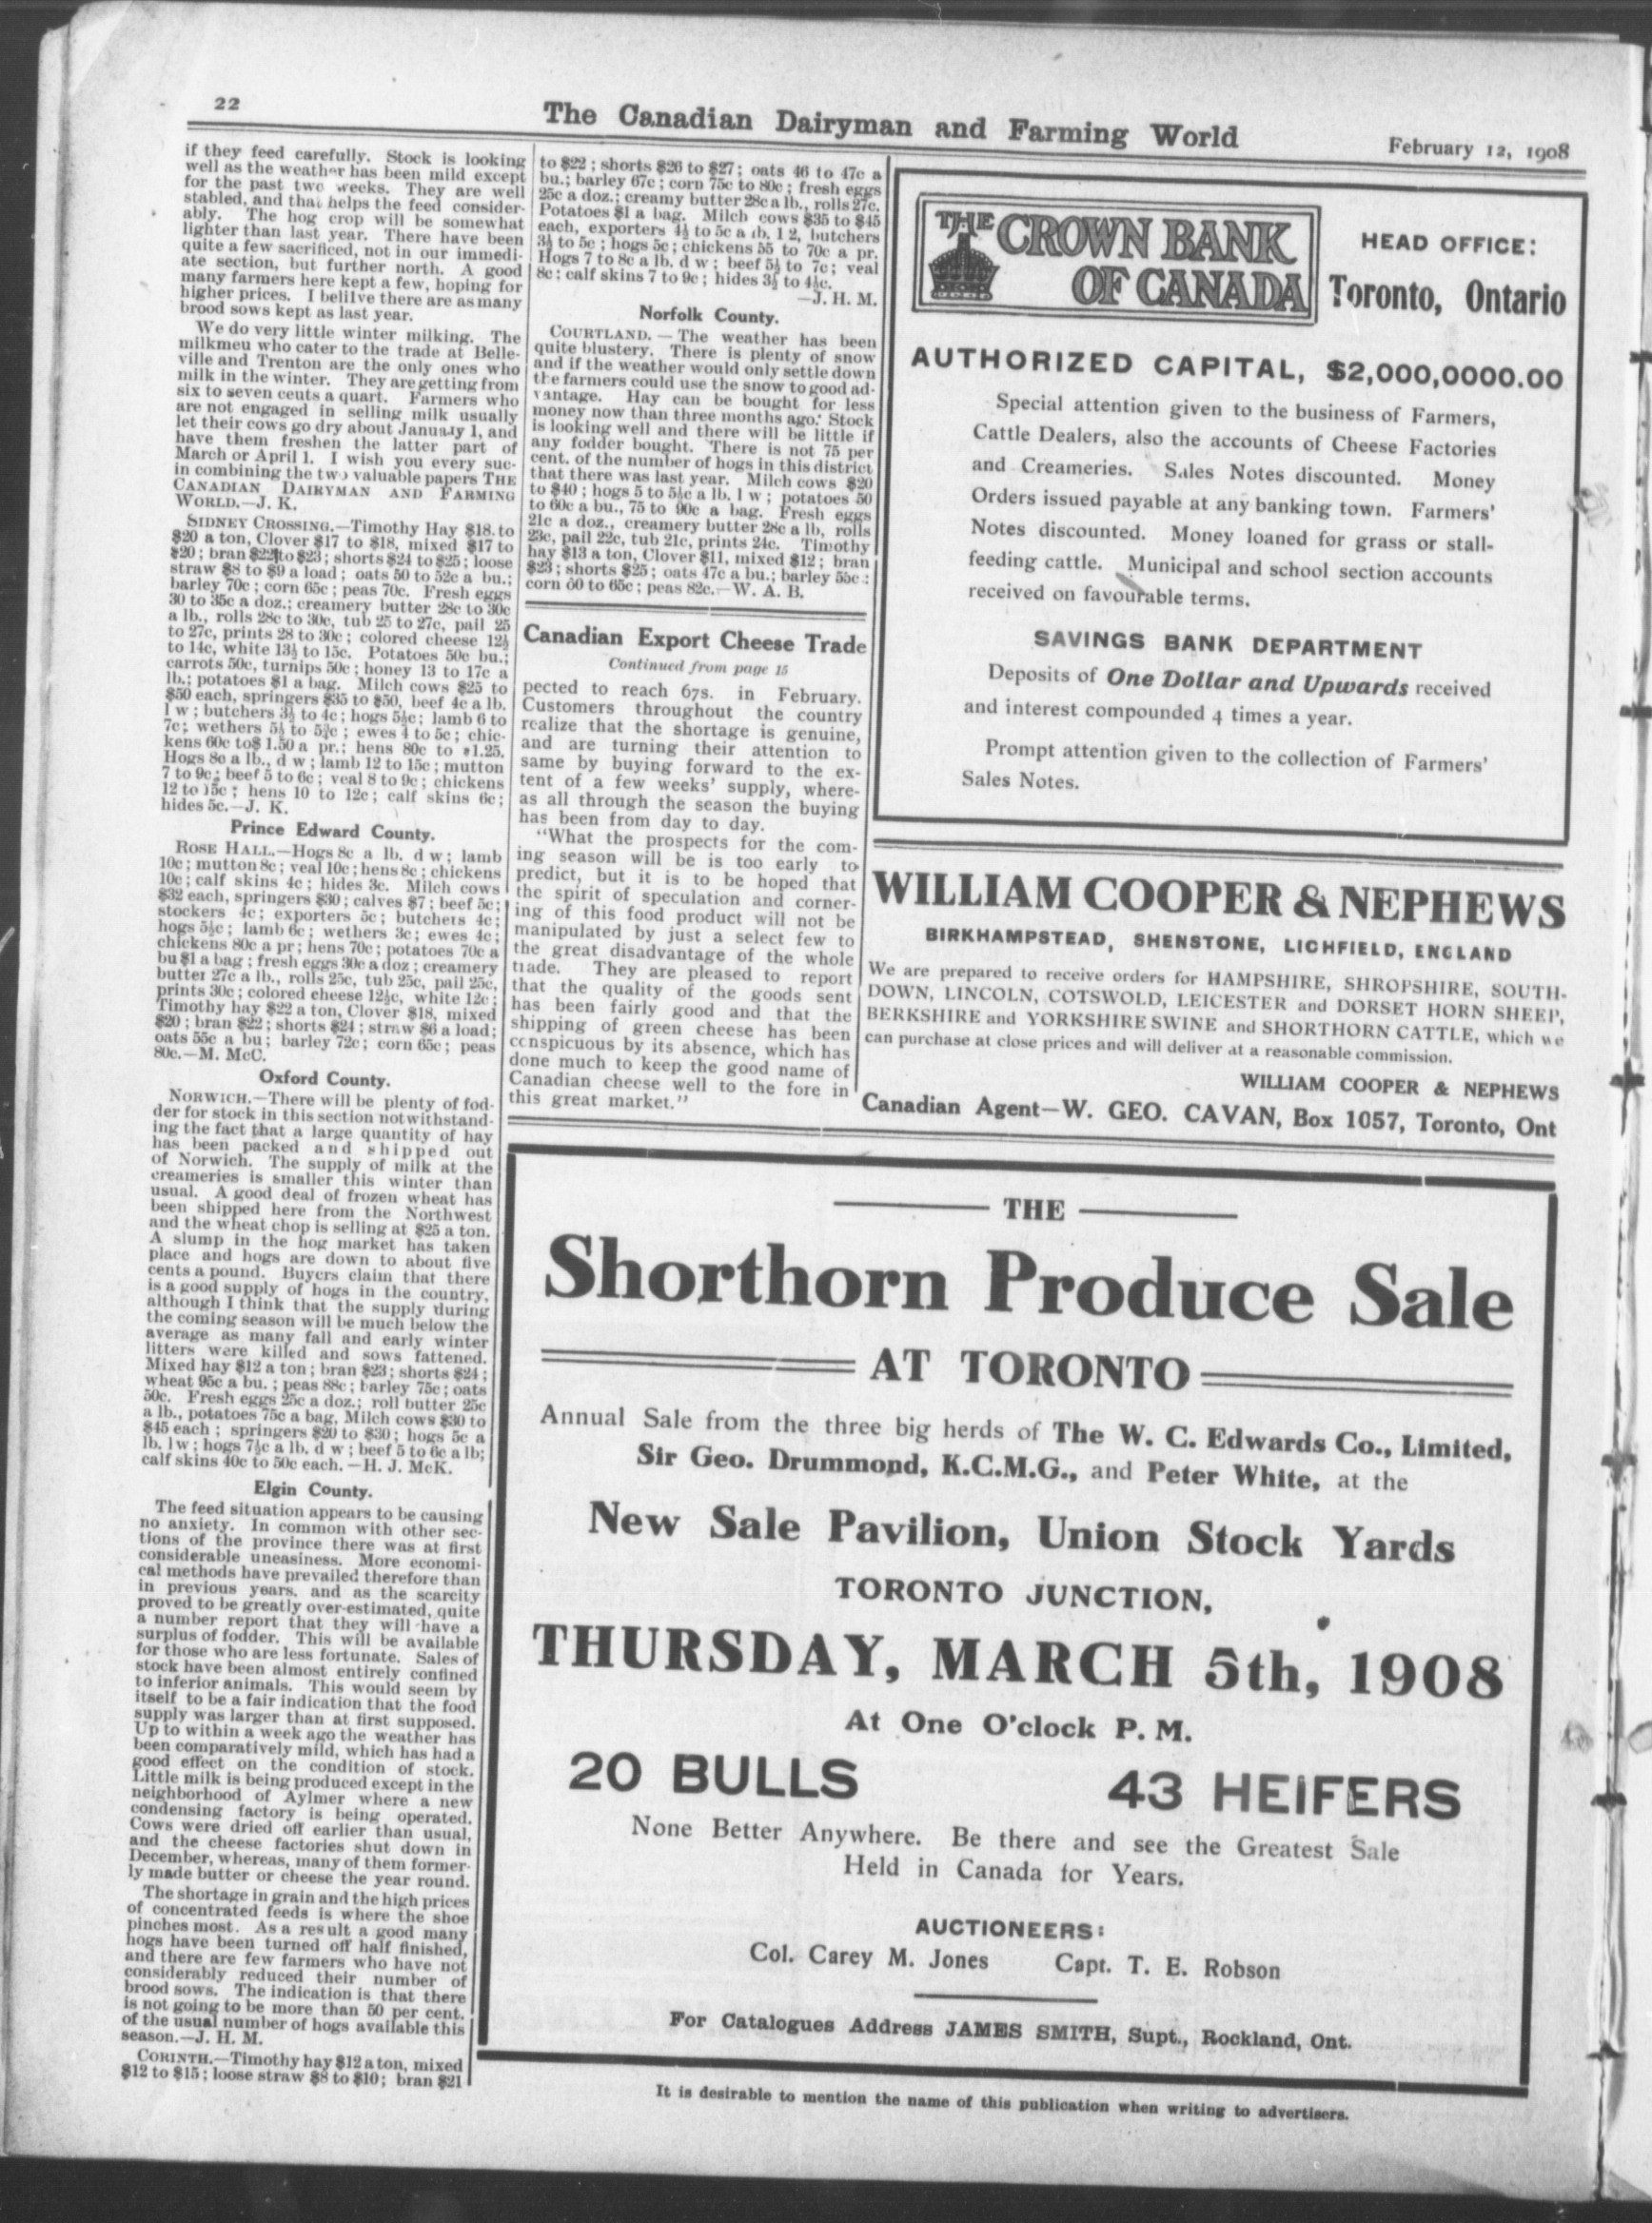 22
The Canadian Dairyman and Farming World
February 12, 1908
if they feed carefully. Stock is looking
well as the weather has been mild except
for the past two weeks. They are well
stabled, and that helps the feed consider-
ably. The hog crop will be somewhat
lighter than last year. There have been
quite a few sacrificed, not in our immedi-
ate section, but further north. A good
many farmers here kept a few, hoping for
higher prices. I belilve there are as many
brood sows kept as last year.
We do very little winter milking. The
milkmeu who cater to the trade at Belle-
ville and Trenton are the only ones who
milk in the winter. They are getting from
six to seven ceuts a quart. Farmers who
are not engaged in selling milk usually
let their cows go dry about January 1, and
have them freshen the latter part of
March or April 1. I wish you every suc-
in combining the two valuable papers THE
CANADIAN DAIRYMAN AND FARMING
WORLD.—J. K.
SIDNEY CROSSING.—Timothy Hay $18. to
$20 a ton, Clover $17 to $18, mixed $17 to
$20; bran $22 to $23; shorts $24 to $25; loose
straw $8 to $9 a load; oats 50 to 52c a bu.;
barley 70c; corn 65c; peas 70c. Fresh eggs
30 to 35c a doz.; creamery butter 28c to 30c
a lb., rolls 28c to 30c, tub 25 to 27c, pail 25
to 27c, prints 28 to 30c; colored cheese 12½
to 14c, white 13½ to 15c. Potatoes 50c bu.;
carrots 50c, turnips 50c; honey 13 to 17c a
lb.; potatoes $1 a bag. Milch cows $25 to
$50 each, springers $35 to $50, beef 4c a lb.
l w; butchers 3½ to 4c; hogs 5½c; lamb 6 to
7c; wethers 5½ to 5¾c; ewes 4 to 5c; chic-
kens 60c to $1.50 a pr.; hens 80c to $1.25.
Hogs 8c a lb., d w; lamb 12 to 15c; mutton
7 to 9c; beef 5 to 6c; veal 8 to 9c; chickens
12 to 15c; hens 10 to 12c; calf skins 6c;
hides 5c.—J. K.
Prince Edward County.
ROSE HALL.—Hogs 8c a lb. d w; lamb
10c; mutton 8c; veal 10c; hens 8c; chickens
10c; calf skins 4c; hides 3c. Milch cows
$32 each, springers $30; calves $7; beef 5c;
stockers 4c; exporters 5c; butchers 4c;
hogs 5½c; lamb 6c; wethers 3c; ewes 4c;
chickens 80c a pr; hens 70c; potatoes 70c a
bu $1 a bag; fresh eggs 30c a doz; creamery
butter 27c a lb., rolls 25c, tub 25c, pail 25c,
prints 30c; colored cheese 12½c, white 12c;
Timothy hay $22 a ton, Clover $18, mixed
$20; bran $22; shorts $24; straw $6 a load;
oats 55c a bu; barley 72c; corn 65c; peas
80c.—M. McC.
Oxford County.
NORWICH.—There will be plenty of fod-
der for stock in this section notwithstand-
ing the fact that a large quantity of hay
has been packed and shipped out
of Norwich. The supply of milk at the
creameries is smaller this winter than
usual. A good deal of frozen wheat has
been shipped here from the Northwest
and the wheat chop is selling at $25 a ton.
A slump in the hog market has taken
place and hogs are down to about five
cents a pound. Buyers claim that there
is a good supply of hogs in the country,
although I think that the supply during
the coming season will be much below the
average as many fall and early winter
litters were killed and sows fattened.
Mixed hay $12 a ton; bran $23; shorts $24;
wheat 95c a bu.; peas 88c; barley 75c; oats
50c. Fresh eggs 25c a doz.; roll butter 25c
a lb., potatoes 75c a bag, Milch cows $30 to
$45 each; springers $20 to $30; hogs 5c a
lb. l w; hogs 7½c a lb. d w; beef 5 to 6c a lb;
calf skins 40c to 50c each.—H. J. McK.
Elgin County.
The feed situation appears to be causing
no anxiety. In common with other sec-
tions of the province there was at first
considerable uneasiness. More economi-
cal methods have prevailed therefore than
in previous years, and as the scarcity
proved to be greatly over-estimated, quite
a number report that they will have a
surplus of fodder. This will be available
for those who are less fortunate. Sales of
stock have been almost entirely confined
to inferior animals. This would seem by
itself to be a fair indication that the food
supply was larger than at first supposed.
Up to within a week ago the weather has
been comparatively mild, which has had a
good effect on the condition of stock.
Little milk is being produced except in the
neighborhood of Aylmer where a new
condensing factory is being operated.
Cows were dried off earlier than usual,
and the cheese factories shut down in
December, whereas, many of them former-
ly made butter or cheese the year round.
The shortage in grain and the high prices
of concentrated feeds is where the shoe
pinches most. As a result a good many
hogs have been turned off half finished,
and there are few farmers who have not
considerably reduced their number of
brood sows. The indication is that there
is not going to be more than 50 per cent.
of the usual number of hogs available this
season.—J. H. M.
CORINTH.—Timothy hay $12 a ton, mixed
$12 to $15; loose straw $8 to $10; bran $21
to $22; shorts $26 to $27; oats 46 to 47c a
bu.; barley 67c; corn 75c to 80c; fresh eggs
25c a doz.; creamy butter 28c a lb., rolls 27c.
Potatoes $1 a bag. Milch cows $35 to $45
each, exporters 4½ to 5c a lb. 1 2, butchers
3½ to 5c; hogs 5c; chickens 55 to 70c a pr.
Hogs 7 to 8c a lb. d w; beef 5½ to 7c; veal
8c; calf skins 7 to 9c; hides 3½ to 4½c.
—J. H. M.
Norfolk County.
COURTLAND.—The weather has been
quite blustery. There is plenty of snow
and if the weather would only settle down
the farmers could use the snow to good ad-
vantage. Hay can be bought for less
money now than three months ago. Stock
is looking well and there will be little if
any fodder bought. There is not 75 per
cent. of the number of hogs in this district
that there was last year. Milch cows $20
to $40; hogs 5 to 5½c a lb. l w; potatoes 50
to 60c a bu., 75 to 90c a bag. Fresh eggs
21c a doz., creamery butter 28c a lb, rolls
23c, pail 22c, tub 21c, prints 24c. Timothy
hay $13 a ton, Clover $11, mixed $12; bran
$23; shorts $25; oats 47c a bu.; barley 55c.;
corn 60 to 65c; peas 82c.—W. A. B.
Canadian Export Cheese Trade
Continued from page 15
pected to reach 67s. in February.
Customers throughout the country
realize that the shortage is genuine,
and are turning their attention to
same by buying forward to the ex-
tent of a few weeks' supply, where-
as all through the season the buying
has been from day to day.
"What the prospects for the com-
ing season will be is too early to
predict, but it is to be hoped that
the spirit of speculation and corner-
ing of this food product will not be
manipulated by just a select few to
the great disadvantage of the whole
trade. They are pleased to report
that the quality of the goods sent
has been fairly good and that the
shipping of green cheese has been
conspicuous by its absence, which has
done much to keep the good name of
Canadian cheese well to the fore in
this great market."
THE CROWN BANK
OF CANADA
HEAD OFFICE:
Toronto, Ontario
AUTHORIZED CAPITAL, $2,000,0000.00
Special attention given to the business of Farmers,
Cattle Dealers, also the accounts of Cheese Factories
and Creameries. Sales Notes discounted. Money
Orders issued payable at any banking town. Farmers'
Notes discounted. Money loaned for grass or stall-
feeding cattle. Municipal and school section accounts
received on favourable terms.
SAVINGS BANK DEPARTMENT
Deposits of One Dollar and Upwards received
and interest compounded 4 times a year.
Prompt attention given to the collection of Farmers'
Sales Notes.
WILLIAM COOPER & NEPHEWS
BIRKHAMPSTEAD, SHENSTONE, LICHFIELD, ENGLAND
We are prepared to receive orders for HAMPSHIRE, SHROPSHIRE, SOUTH-
DOWN, LINCOLN, COTSWOLD, LEICESTER and DORSET HORN SHEEP,
BERKSHIRE and YORKSHIRE SWINE and SHORTHORN CATTLE, which we
can purchase at close prices and will deliver at a reasonable commission.
WILLIAM COOPER & NEPHEWS
Canadian Agent—W. GEO. CAVAN, Box 1057, Toronto, Ont
THE
Shorthorn Produce Sale
AT TORONTO
Annual Sale from the three big herds of The W. C. Edwards Co., Limited,
Sir Geo. Drummond, K.C.M.G., and Peter White, at the
New Sale Pavilion, Union Stock Yards
TORONTO JUNCTION,
THURSDAY, MARCH 5th, 1908
At One O'clock P. M.
20 BULLS 43 HEIFERS
None Better Anywhere. Be there and see the Greatest Sale
Held in Canada for Years.
AUCTIONEERS:
Col. Carey M. Jones Capt. T. E. Robson
For Catalogues Address JAMES SMITH, Supt., Rockland, Ont.
It is desirable to mention the name of this publication when writing to advertisers.